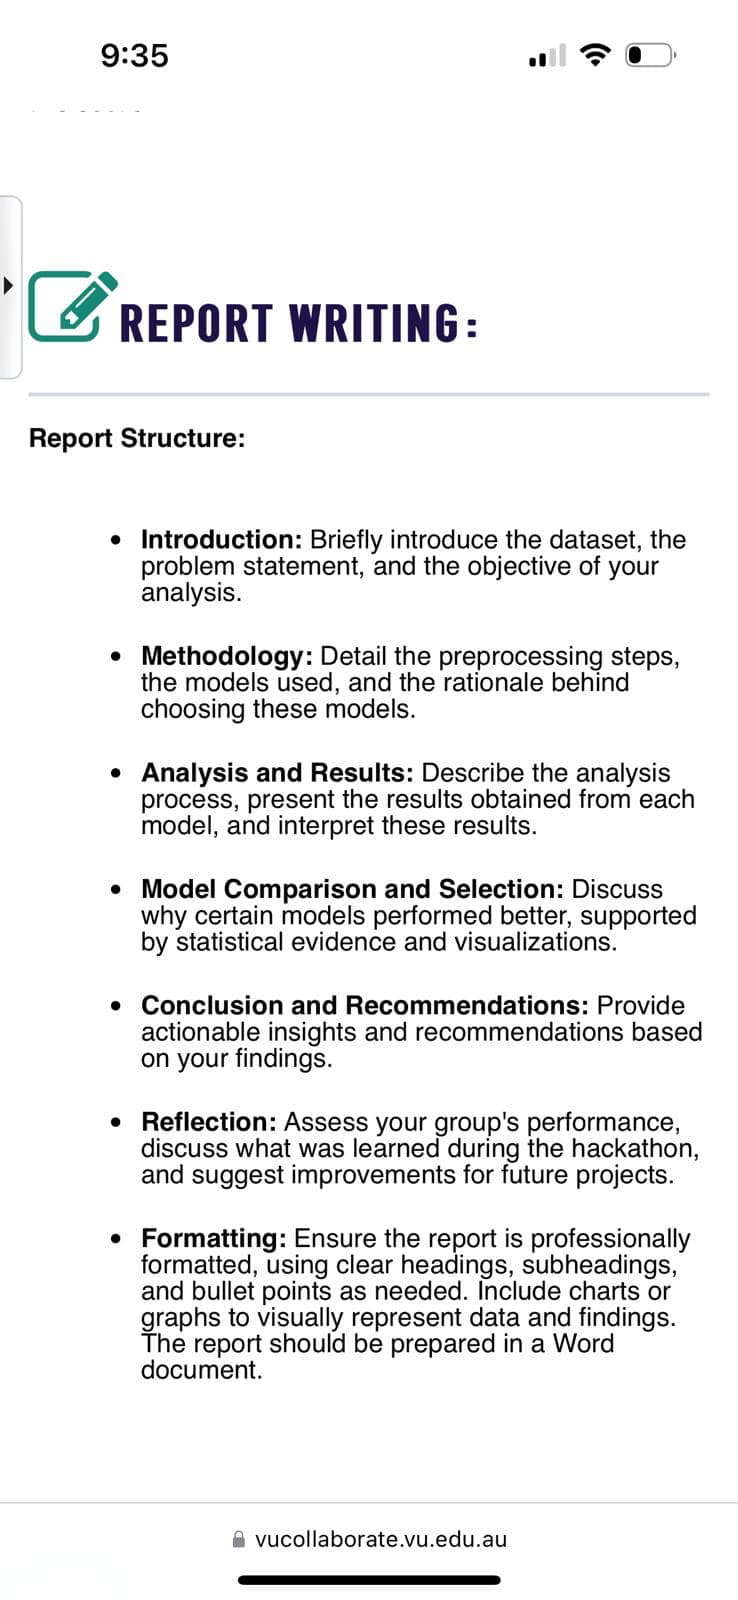 9:35
REPORT WRITING:
Report Structure:
• Introduction: Briefly introduce the dataset, the
problem statement, and the objective of your
analysis.
• Methodology: Detail the preprocessing steps,
the models used, and the rationale behind
choosing these models.
• Analysis and Results: Describe the analysis
process, present the results obtained from each
model, and interpret these results.
• Model Comparison and Selection: Discuss
why certain models performed better, supported
by statistical evidence and visualizations.
• Conclusion and Recommendations: Provide
actionable insights and recommendations based
on your findings.
• Reflection: Assess your group's performance,
discuss what was learned during the hackathon,
and suggest improvements for future projects.
• Formatting: Ensure the report is professionally
formatted, using clear headings, subheadings,
and bullet points as needed. Include charts or
graphs to visually represent data and findings.
The report should be prepared in a Word
document.
vucollaborate.vu.edu.au